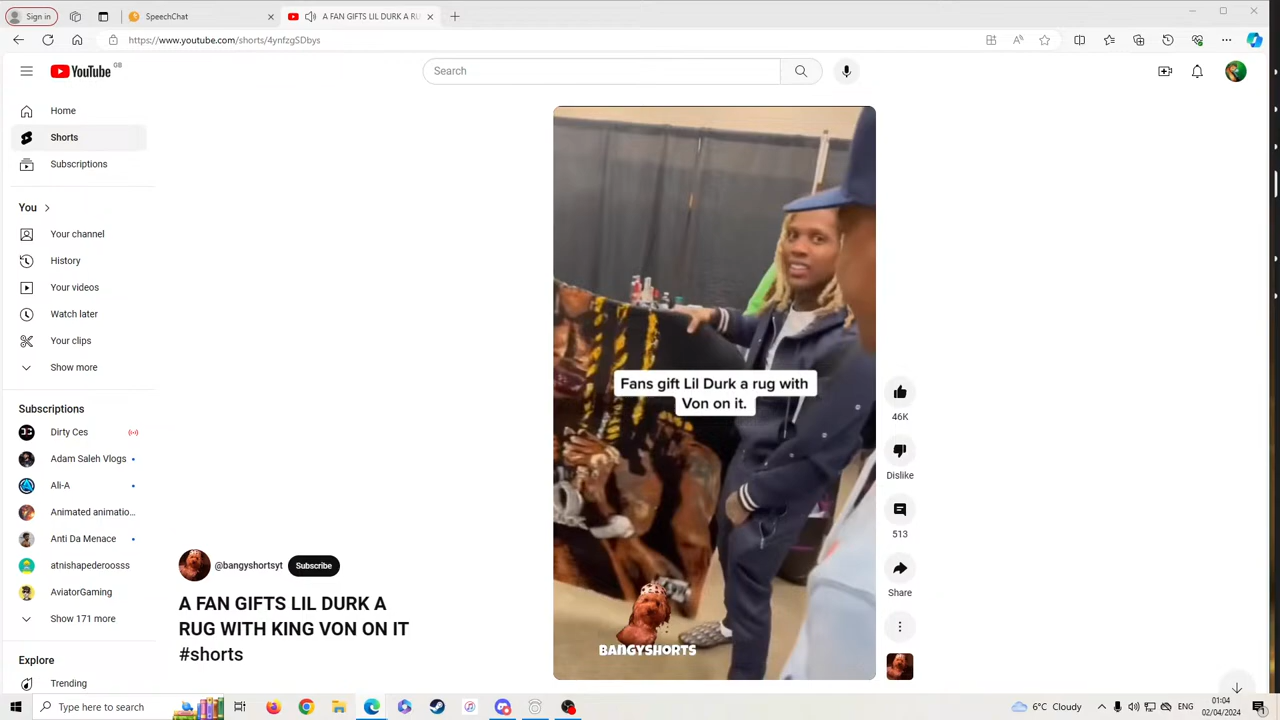 Sign in
SpeechChat
A FAN GIFTS LIL DURK A RU
https://www.youtube.com/shorts/4ynfzgSDbys
YouTube GB
Search
Home
Shorts
Subscriptions
You
Your channel
History
Your videos
Watch later
Your clips
Show more
Subscriptions
Dirty Ces
Adam Saleh Vlogs
Ali-A
Animated animatio...
Anti Da Menace
atnishapederoosss
AviatorGaming
Show 171 more
Explore
Trending
Fans gift Lil Durk a rug with
Von on it.
BANGYSHORTS
46K
Dislike
513
Share
@bangyshortsyt
Subscribe
A FAN GIFTS LIL DURK A
RUG WITH KING VON ON IT
#shorts
Type here to search
6°C Cloudy
ENG
01:04
02/04/2024